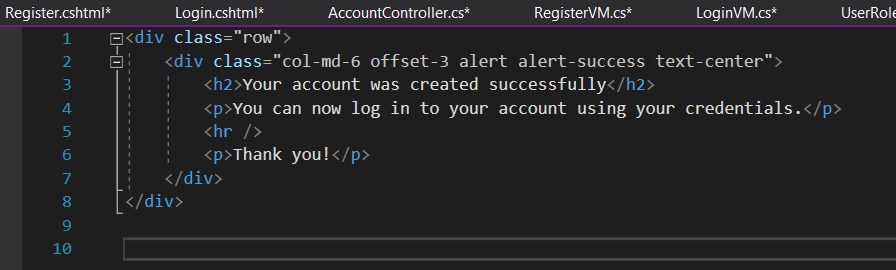 Register.cshtml* Login.cshtml* AccountController.cs* RegisterVM.cs* LoginVM.cs* UserRole
1 <div class="row">
2 <div class="col-md-6 offset-3 alert alert-success text-center">
3 <h2>Your account was created successfully</h2>
4 <p>You can now log in to your account using your credentials.</p>
5 <hr />
6 <p>Thank you!</p>
7 </div>
8 </div>
9
10